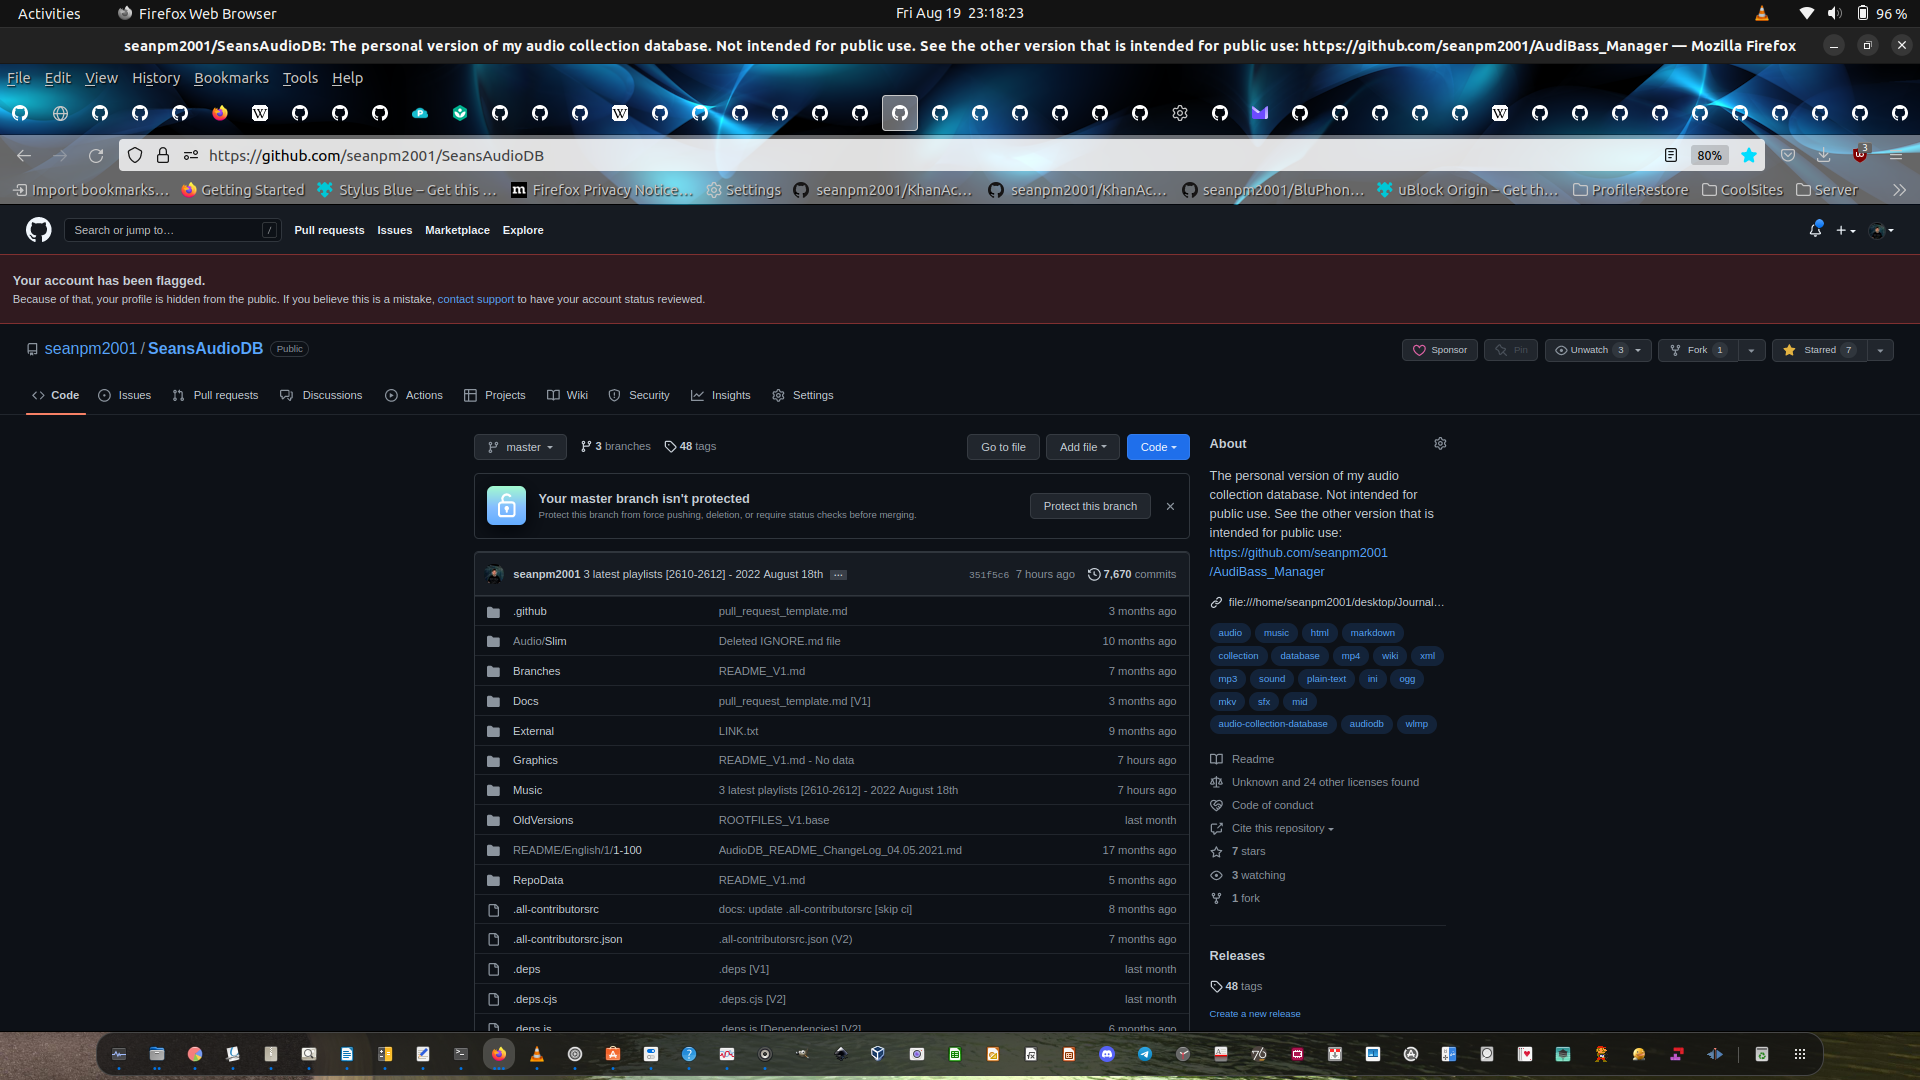 Activities Firefox Web Browser Fri Aug 19 23:18:23 96 %
seanpm2001/SeansAudioDB: The personal version of my audio collection database. Not intended for public use. See the other version that is intended for public use: https://github.com/seanpm2001/AudiBass_Manager — Mozilla Firefox
File Edit View History Bookmarks Tools Help
https://github.com/seanpm2001/SeansAudioDB 80% 3
Import bookmarks... Getting Started Stylus Blue – Get this ... Firefox Privacy Notice... Settings seanpm2001/KhanAc... seanpm2001/KhanAc... seanpm2001/BluPhon... uBlock Origin – Get th... ProfileRestore CoolSites Server
Search or jump to… / Pull requests Issues Marketplace Explore
Your account has been flagged.
Because of that, your profile is hidden from the public. If you believe this is a mistake, contact support to have your account status reviewed.
seanpm2001 / SeansAudioDB Public Sponsor Pin Unwatch 3 Fork 1 Starred 7
Code Issues Pull requests Discussions Actions Projects Wiki Security Insights Settings
master 3 branches 48 tags Go to file Add file Code
Your master branch isn't protected
Protect this branch from force pushing, deletion, or require status checks before merging.
Protect this branch
seanpm2001 3 latest playlists [2610-2612] - 2022 August 18th ... 351f5c6 7 hours ago 7,670 commits
.github pull_request_template.md 3 months ago
Audio/Slim Deleted IGNORE.md file 10 months ago
Branches README_V1.md 7 months ago
Docs pull_request_template.md [V1] 3 months ago
External LINK.txt 9 months ago
Graphics README_V1.md - No data 7 hours ago
Music 3 latest playlists [2610-2612] - 2022 August 18th 7 hours ago
OldVersions ROOTFILES_V1.base last month
README/English/1/1-100 AudioDB_README_ChangeLog_04.05.2021.md 17 months ago
RepoData README_V1.md 5 months ago
.all-contributorsrc docs: update .all-contributorsrc [skip ci] 8 months ago
.all-contributorsrc.json .all-contributorsrc.json (V2) 7 months ago
.deps .deps [V1] last month
.deps.cjs .deps.cjs [V2] last month
.deps.js .deps.js [Dependencies] [V2] 6 months ago
About
The personal version of my audio
collection database. Not intended for
public use. See the other version that is
intended for public use:
https://github.com/seanpm2001
/AudiBass_Manager
file:///home/seanpm2001/desktop/Journal…
audio music html markdown
collection database mp4 wiki xml
mp3 sound plain-text ini ogg
mkv sfx mid
audio-collection-database audiodb wlmp
Readme
Unknown and 24 other licenses found
Code of conduct
Cite this repository
7 stars
3 watching
1 fork
Releases
48 tags
Create a new release